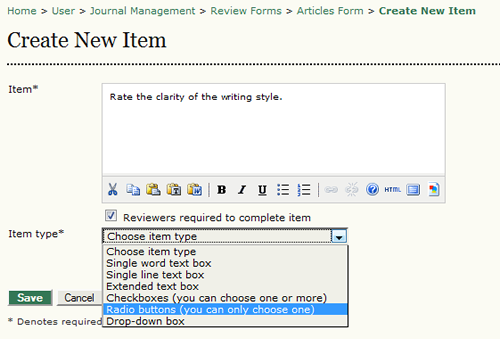 Home > User > Journal Management > Review Forms > Articles Form > Create New Item
Create New Item
Item*
Rate the clarity of the writing style.
B I U HTML
Reviewers required to complete item
Item type*
Choose item type
Choose item type
Single word text box
Single line text box
Extended text box
Checkboxes (you can choose one or more)
Radio buttons (you can only choose one)
Drop-down box
Save Cancel
* Denotes required